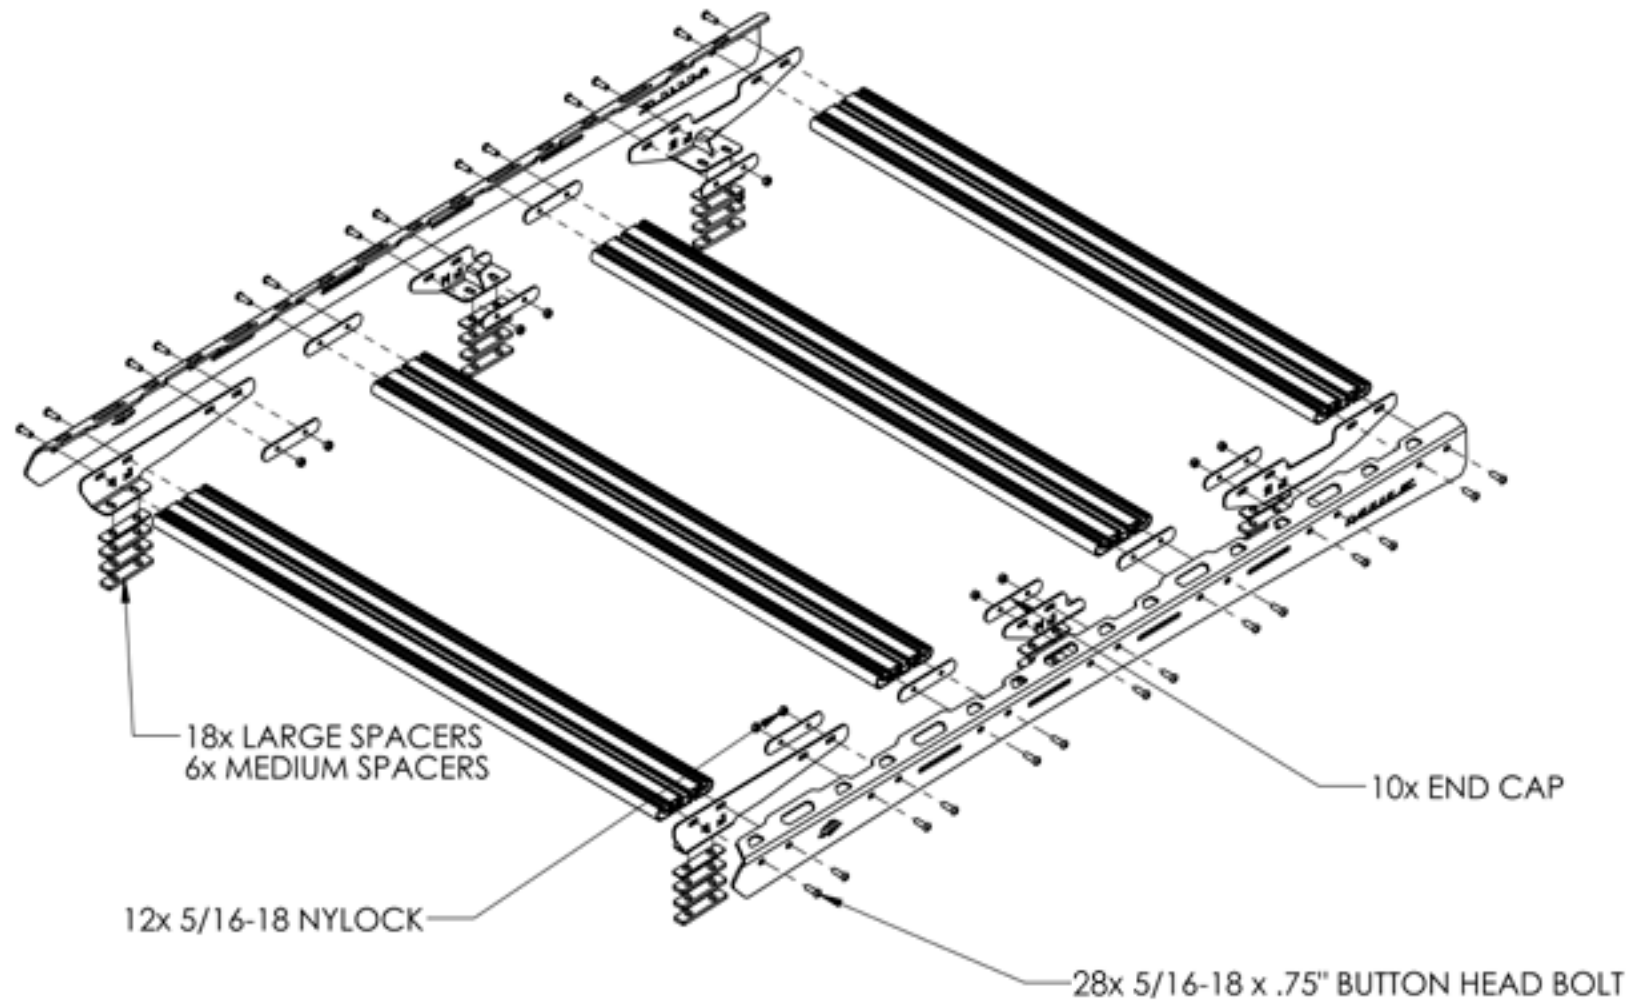 18x LARGE SPACERS
6x MEDIUM SPACERS
10x END CAP
12x 5/16-18 NYLOCK
28x 5/16-18 x .75" BUTTON HEAD BOLT